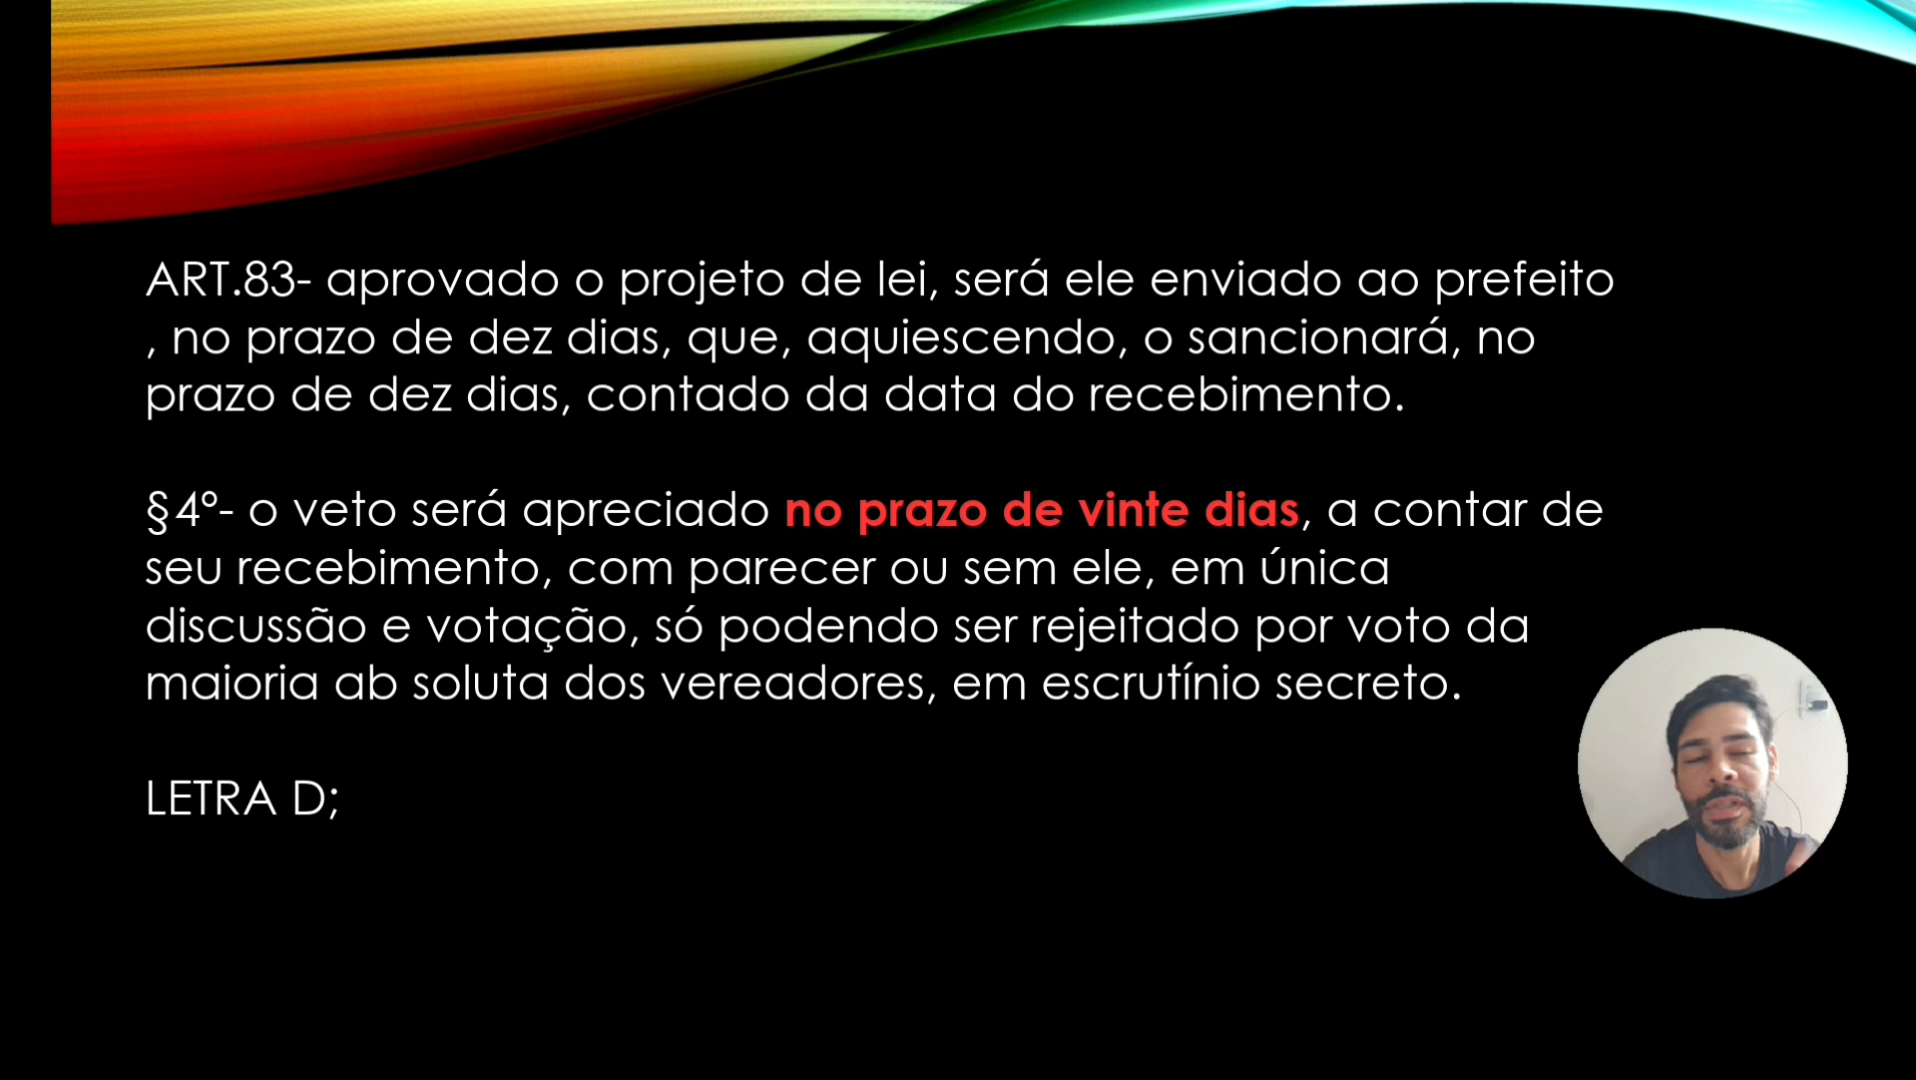 ART.83- aprovado o projeto de lei, será ele enviado ao prefeito
, no prazo de dez dias, que, aquiescendo, o sancionará, no
prazo de dez dias, contado da data do recebimento.
§4º- o veto será apreciado no prazo de vinte dias, a contar de
seu recebimento, com parecer ou sem ele, em única
discussão e votação, só podendo ser rejeitado por voto da
maioria ab soluta dos vereadores, em escrutínio secreto.
LETRA D;